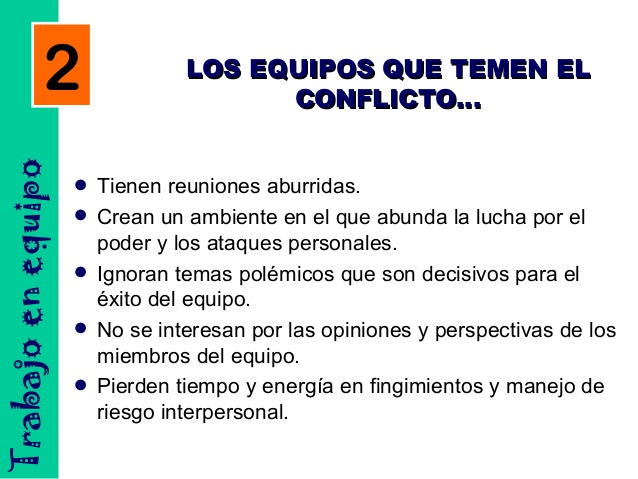 2
LOS EQUIPOS QUE TEMEN EL
CONFLICTO...
Trabajo en equipo
● Tienen reuniones aburridas.
● Crean un ambiente en el que abunda la lucha por el
poder y los ataques personales.
● Ignoran temas polémicos que son decisivos para el
éxito del equipo.
● No se interesan por las opiniones y perspectivas de los
miembros del equipo.
● Pierden tiempo y energía en fingimientos y manejo de
riesgo interpersonal.